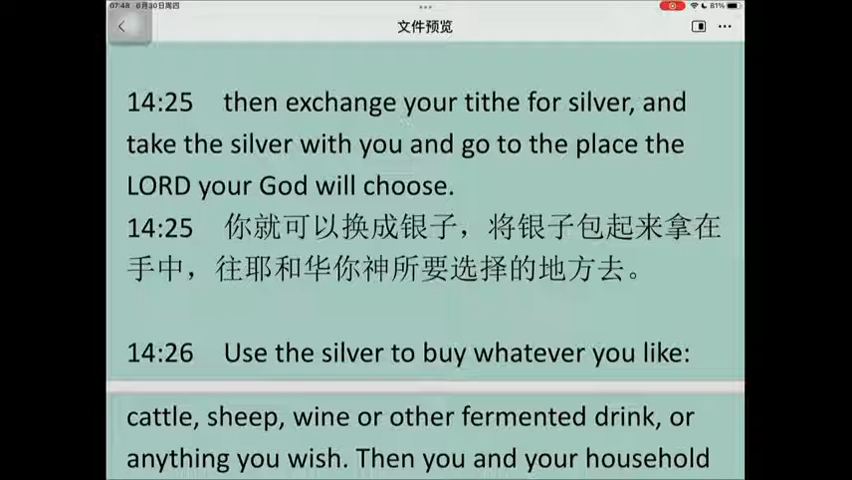 07:48 6月30日周四
81%
文件预览
14:25 then exchange your tithe for silver, and
take the silver with you and go to the place the
LORD your God will choose.
14:25 你就可以换成银子，将银子包起来拿在
手中，往耶和华你神所要选择的地方去。
14:26 Use the silver to buy whatever you like:
cattle, sheep, wine or other fermented drink, or
anything you wish. Then you and your household